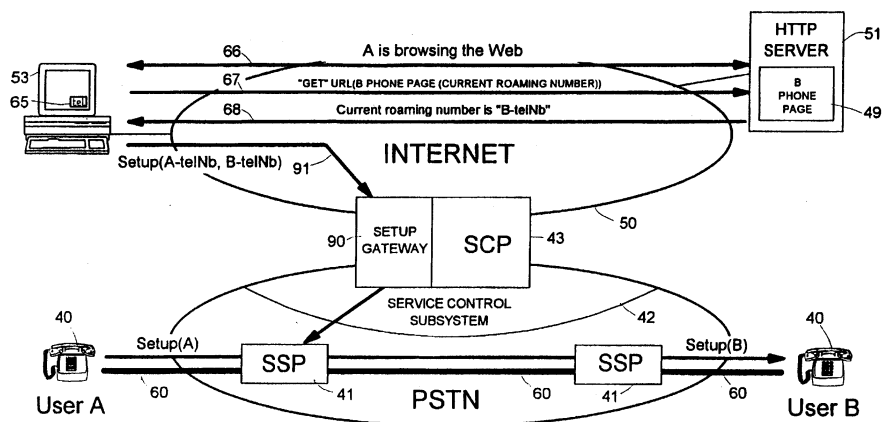 HTTP
SERVER
51
53
66
A is browsing the Web
65
tel
67
"GET" URL(B PHONE PAGE (CURRENT ROAMING NUMBER))
B
PHONE
PAGE
49
68
Current roaming number is "B-telNb"
Setup(A-telNb, B-telNb)
91
INTERNET
90
SETUP
GATEWAY
SCP
43
50
SERVICE CONTROL
SUBSYSTEM
42
40
Setup(A)
SSP
SSP
Setup(B)
40
User A
60
41
PSTN
60
41
60
User B